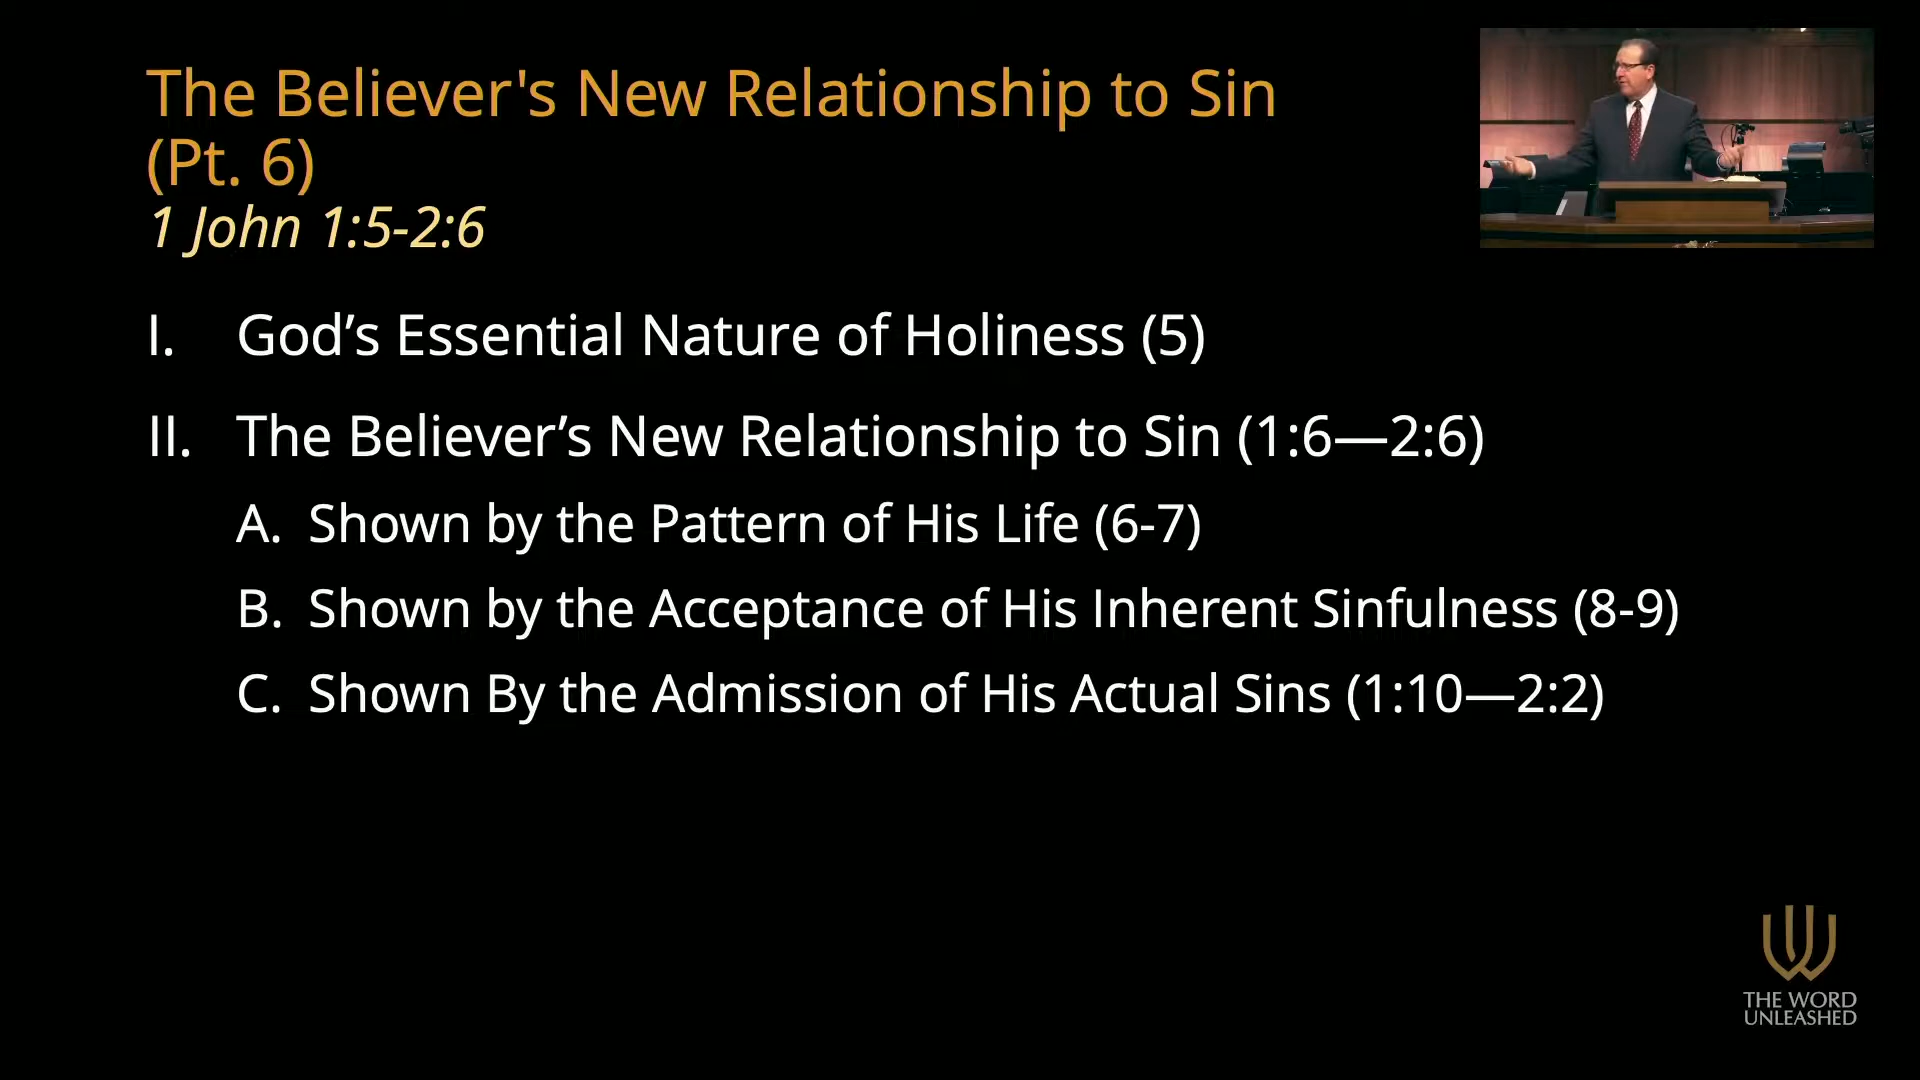 The Believer's New Relationship to Sin
(Pt. 6)
1 John 1:5-2:6
I. God’s Essential Nature of Holiness (5)
II. The Believer’s New Relationship to Sin (1:6—2:6)
A. Shown by the Pattern of His Life (6-7)
B. Shown by the Acceptance of His Inherent Sinfulness (8-9)
C. Shown By the Admission of His Actual Sins (1:10—2:2)
THE WORD
UNLEASHED